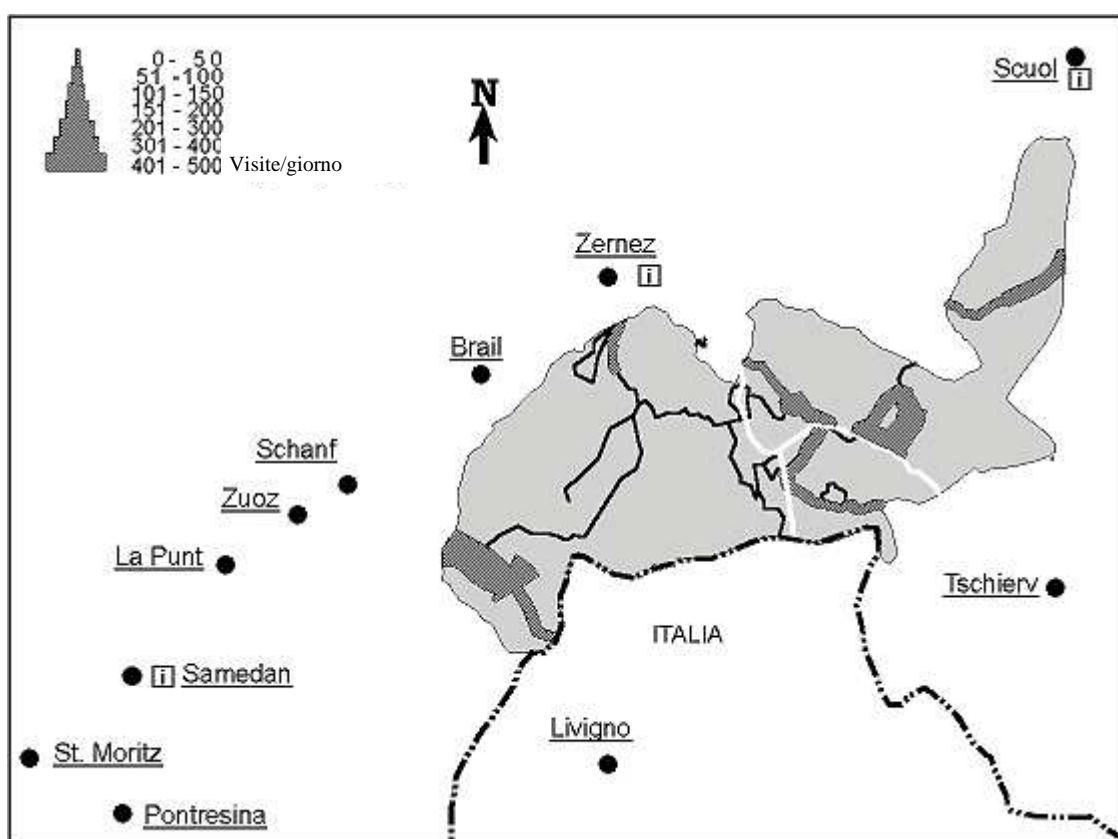 0 - 50
51 - 100
101 - 150
151 - 200
201 - 300
301 - 400
401 - 500 Visite/giorno
N
Scuol
i
Zernez
i
Brail
Schanf
Zuoz
La Punt
Tschierv
ITALIA
i Samedan
Livigno
St. Moritz
Pontresina